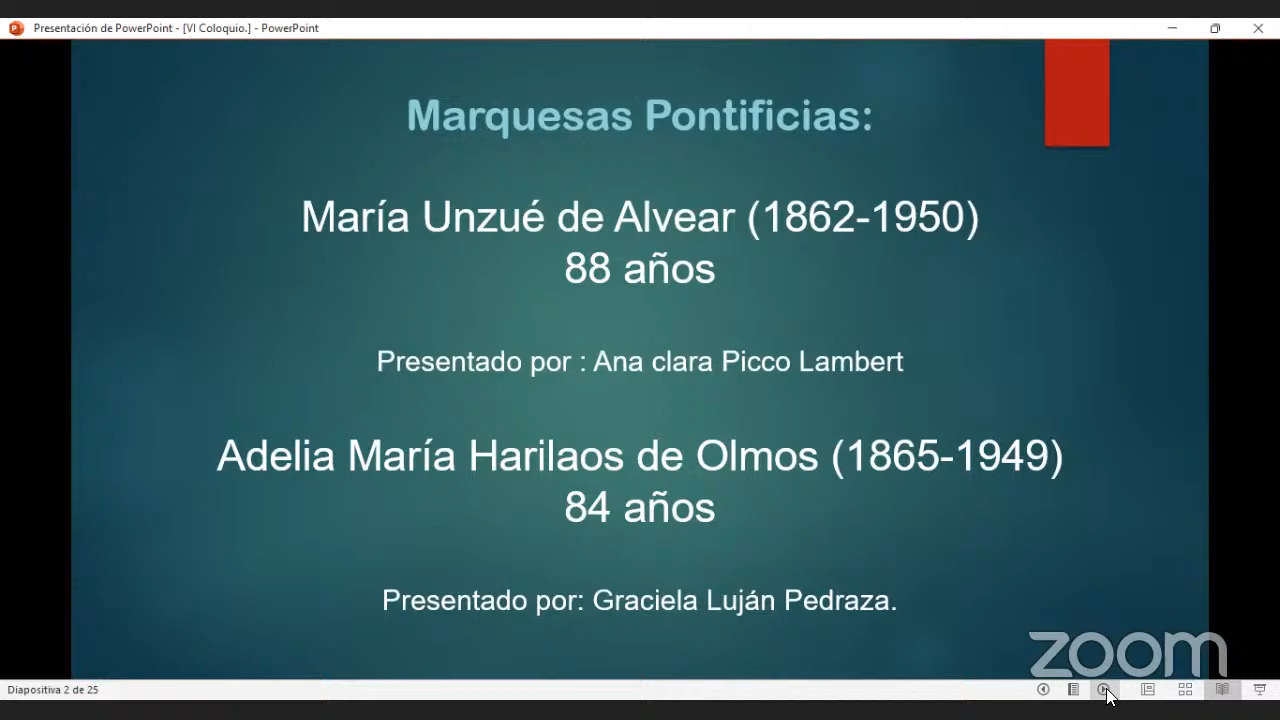 Presentación de PowerPoint - [VI Coloquio.] - PowerPoint
Marquesas Pontificias:
María Unzué de Alvear (1862-1950)
88 años
Presentado por : Ana clara Picco Lambert
Adelia María Harilaos de Olmos (1865-1949)
84 años
Presentado por: Graciela Luján Pedraza.
zoom
Diapositiva 2 de 25